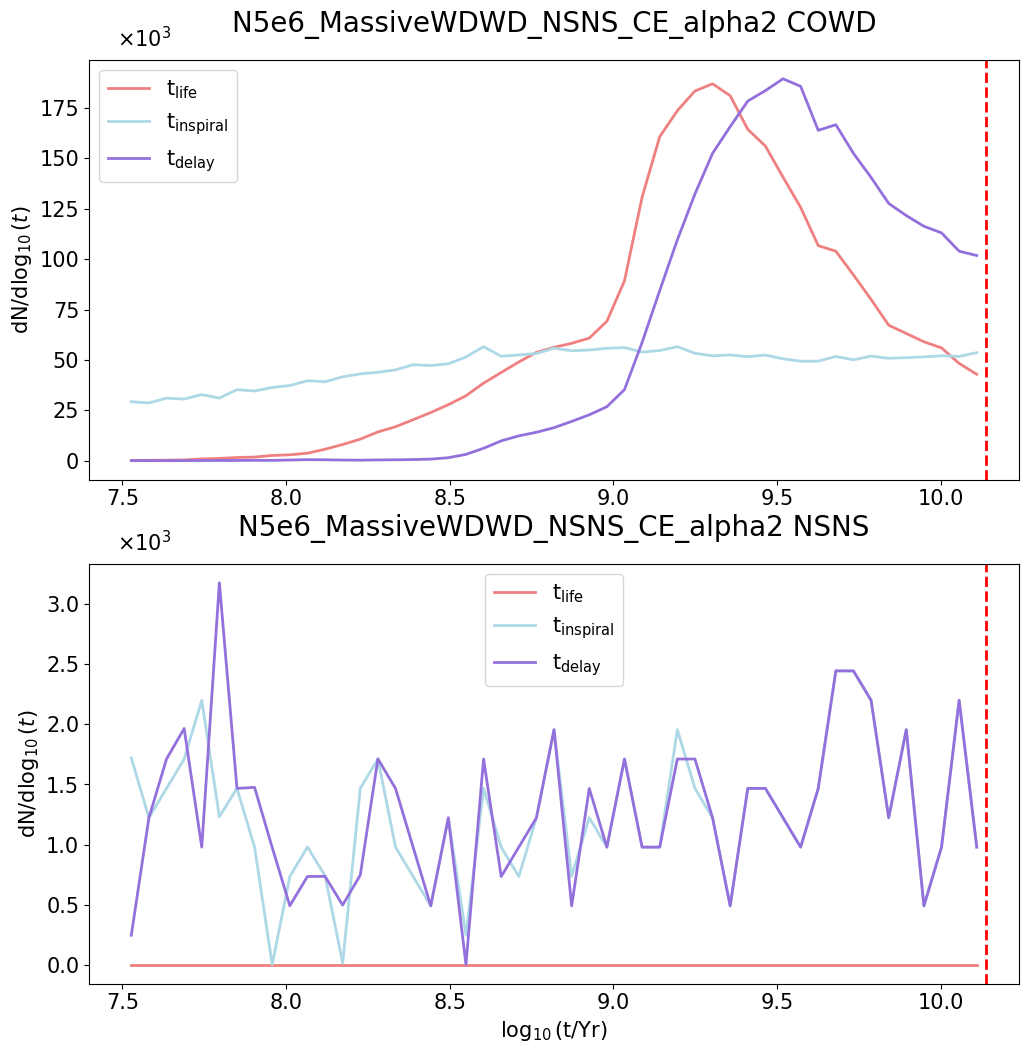 N5e6_MassiveWDWD_NSNS_CE_alpha2 COWD
×10³
t_life
t_inspiral
t_delay
dN/dlog₁₀(t)
175
150
125
100
75
50
25
0
7.5 8.0 8.5 9.0 9.5 10.0
N5e6_MassiveWDWD_NSNS_CE_alpha2 NSNS
×10³
t_life
t_inspiral
t_delay
dN/dlog₁₀(t)
3.0
2.5
2.0
1.5
1.0
0.5
0.0
7.5 8.0 8.5 9.0 9.5 10.0
log₁₀(t/Yr)